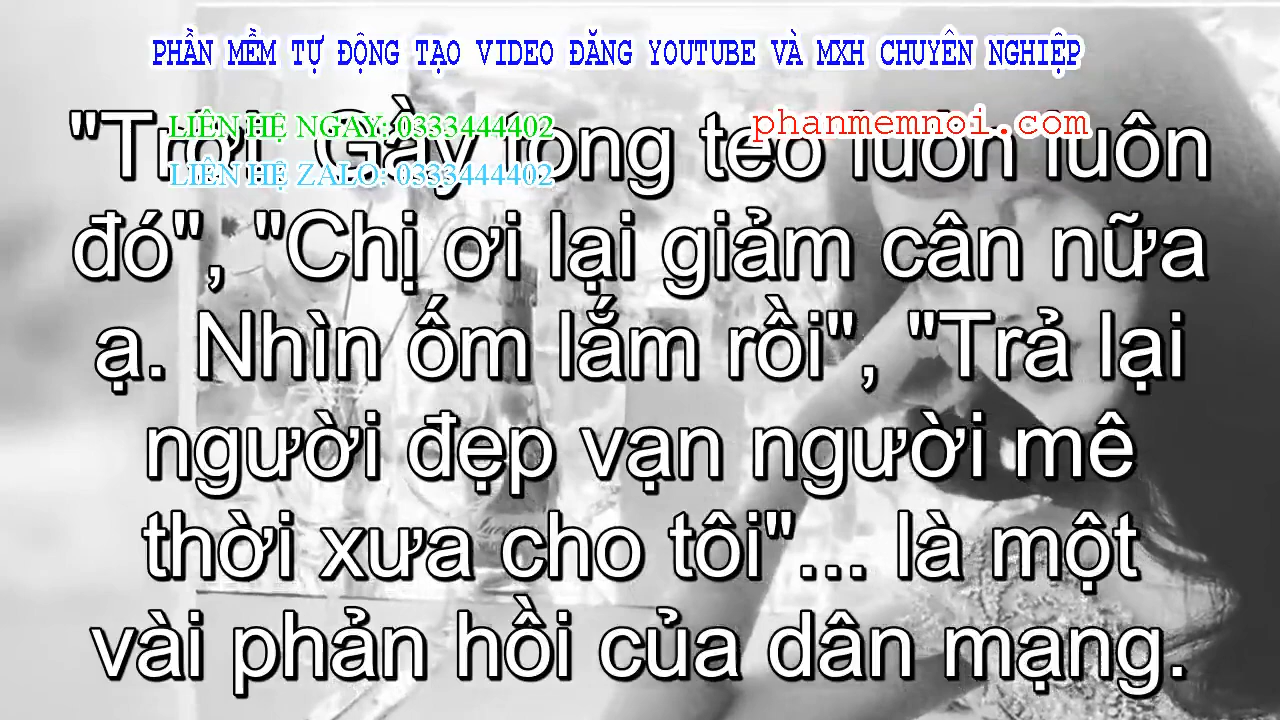 PHẦN MỀM TỰ ĐỘNG TẠO VIDEO ĐĂNG YOUTUBE VÀ MXH CHUYÊN NGHIỆP
LIÊN HỆ NGAY: 0333444402
phanmemnoi.com
LIÊN HỆ ZALO: 0333444402
"Trời. Gầy tong teo luôn luôn
đó", "Chị ơi lại giảm cân nữa
ạ. Nhìn ốm lắm rồi", "Trả lại
người đẹp vạn người mê
thời xưa cho tôi"... là một
vài phản hồi của dân mạng.